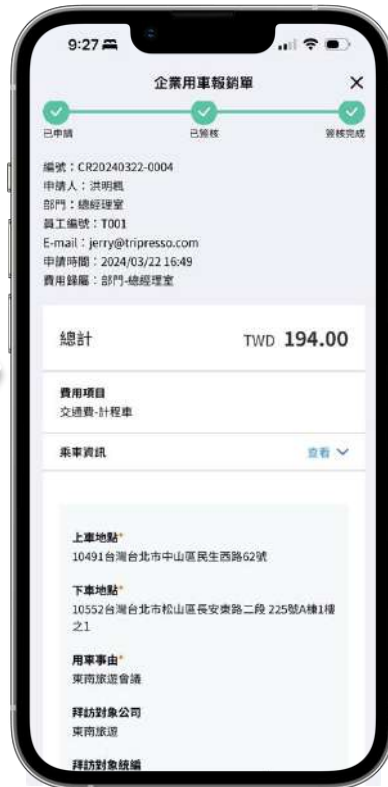 9:27
企業用車報銷單
已申請
已簽核
簽核完成
編號：CR20240322-0004
申請人：洪明楓
部門：總經理室
員工編號：T001
E-mail：jerry@tripresso.com
申請時間：2024/03/22 16:49
費用歸屬：部門-總經理室
總計
TWD 194.00
費用項目
交通費-計程車
乘車資訊
查看
上車地點*
10491台灣台北市中山區民生西路62號
下車地點*
10552台灣台北市松山區長安東路二段 225號A棟1樓
之1
用車事由*
東南旅遊會議
拜訪對象公司
東南旅遊
拜訪對象統編